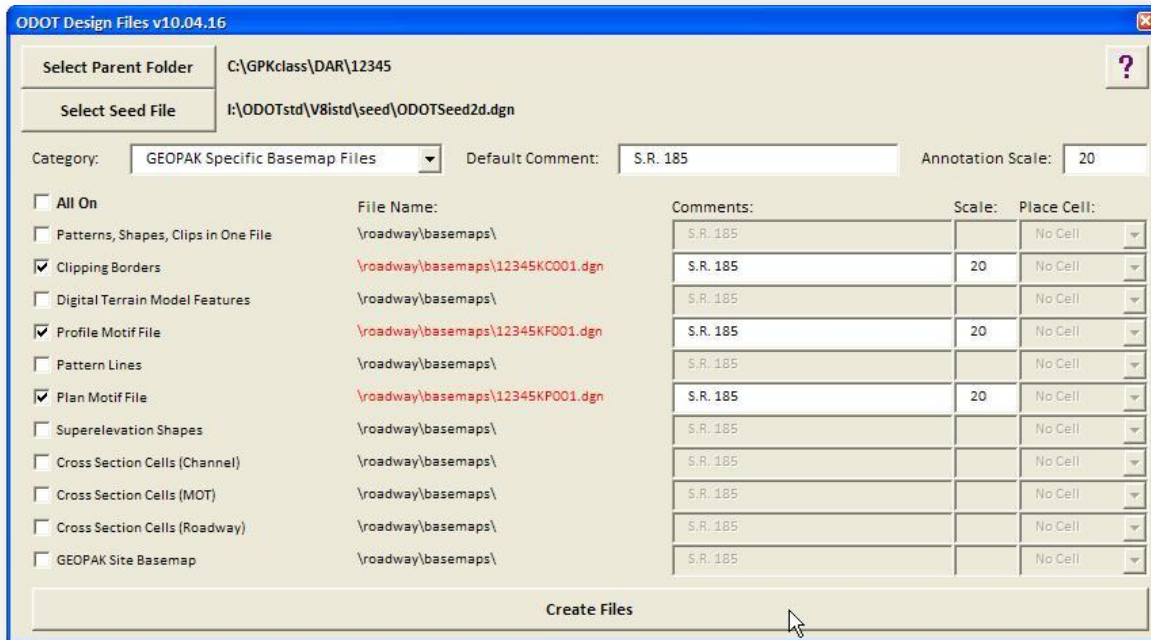 ODOT Design Files v10.04.16
Select Parent Folder C:\GPKclass\DAR\12345 ?
Select Seed File I:\ODOTstd\V8istd\seed\ODOTSeed2d.dgn
Category: GEOPAK Specific Basemap Files Default Comment: S.R. 185 Annotation Scale: 20
All On File Name: Comments: Scale: Place Cell:
Patterns, Shapes, Clips in One File \roadway\basemaps\ S.R. 185 No Cell
Clipping Borders \roadway\basemaps\12345KC001.dgn S.R. 185 20 No Cell
Digital Terrain Model Features \roadway\basemaps\ S.R. 185 No Cell
Profile Motif File \roadway\basemaps\12345KF001.dgn S.R. 185 20 No Cell
Pattern Lines \roadway\basemaps\ S.R. 185 No Cell
Plan Motif File \roadway\basemaps\12345KP001.dgn S.R. 185 20 No Cell
Superelevation Shapes \roadway\basemaps\ S.R. 185 No Cell
Cross Section Cells (Channel) \roadway\basemaps\ S.R. 185 No Cell
Cross Section Cells (MOT) \roadway\basemaps\ S.R. 185 No Cell
Cross Section Cells (Roadway) \roadway\basemaps\ S.R. 185 No Cell
GEOPAK Site Basemap \roadway\basemaps\ S.R. 185 No Cell
Create Files